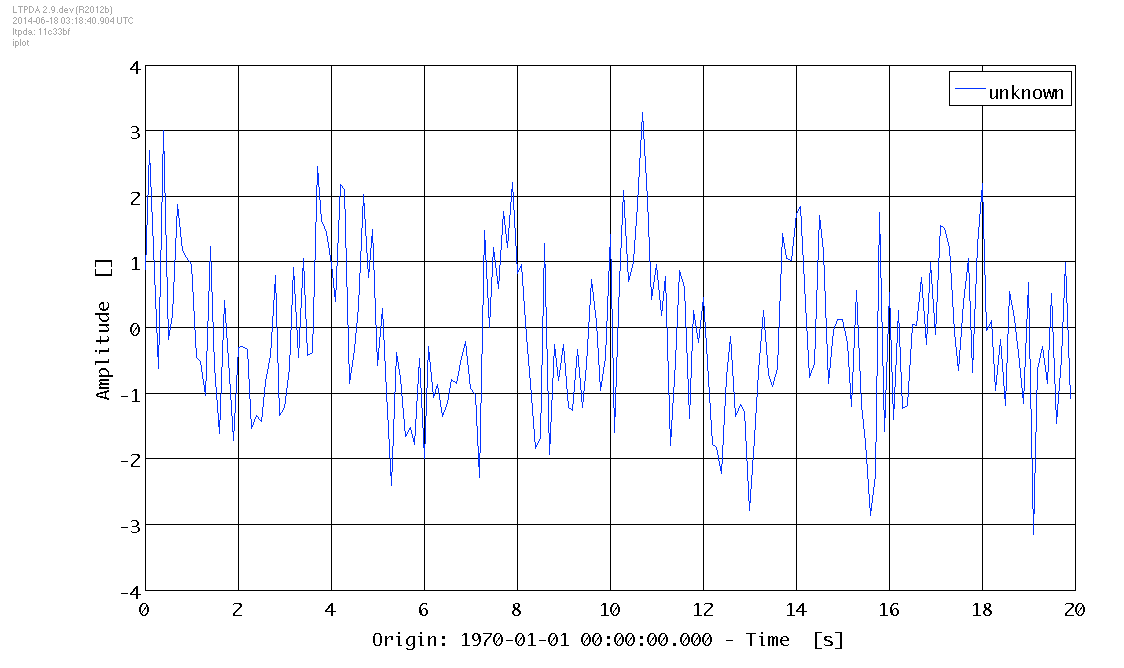 LTPDA 2.9.dev (R2012b)
2014-06-18 03:18:40.904 UTC
ltpda: 11c33bf
iplot
unknown
4
3
2
1
0
-1
-2
-3
-4
Amplitude []
0 2 4 6 8 10 12 14 16 18 20
Origin: 1970-01-01 00:00:00.000 - Time [s]